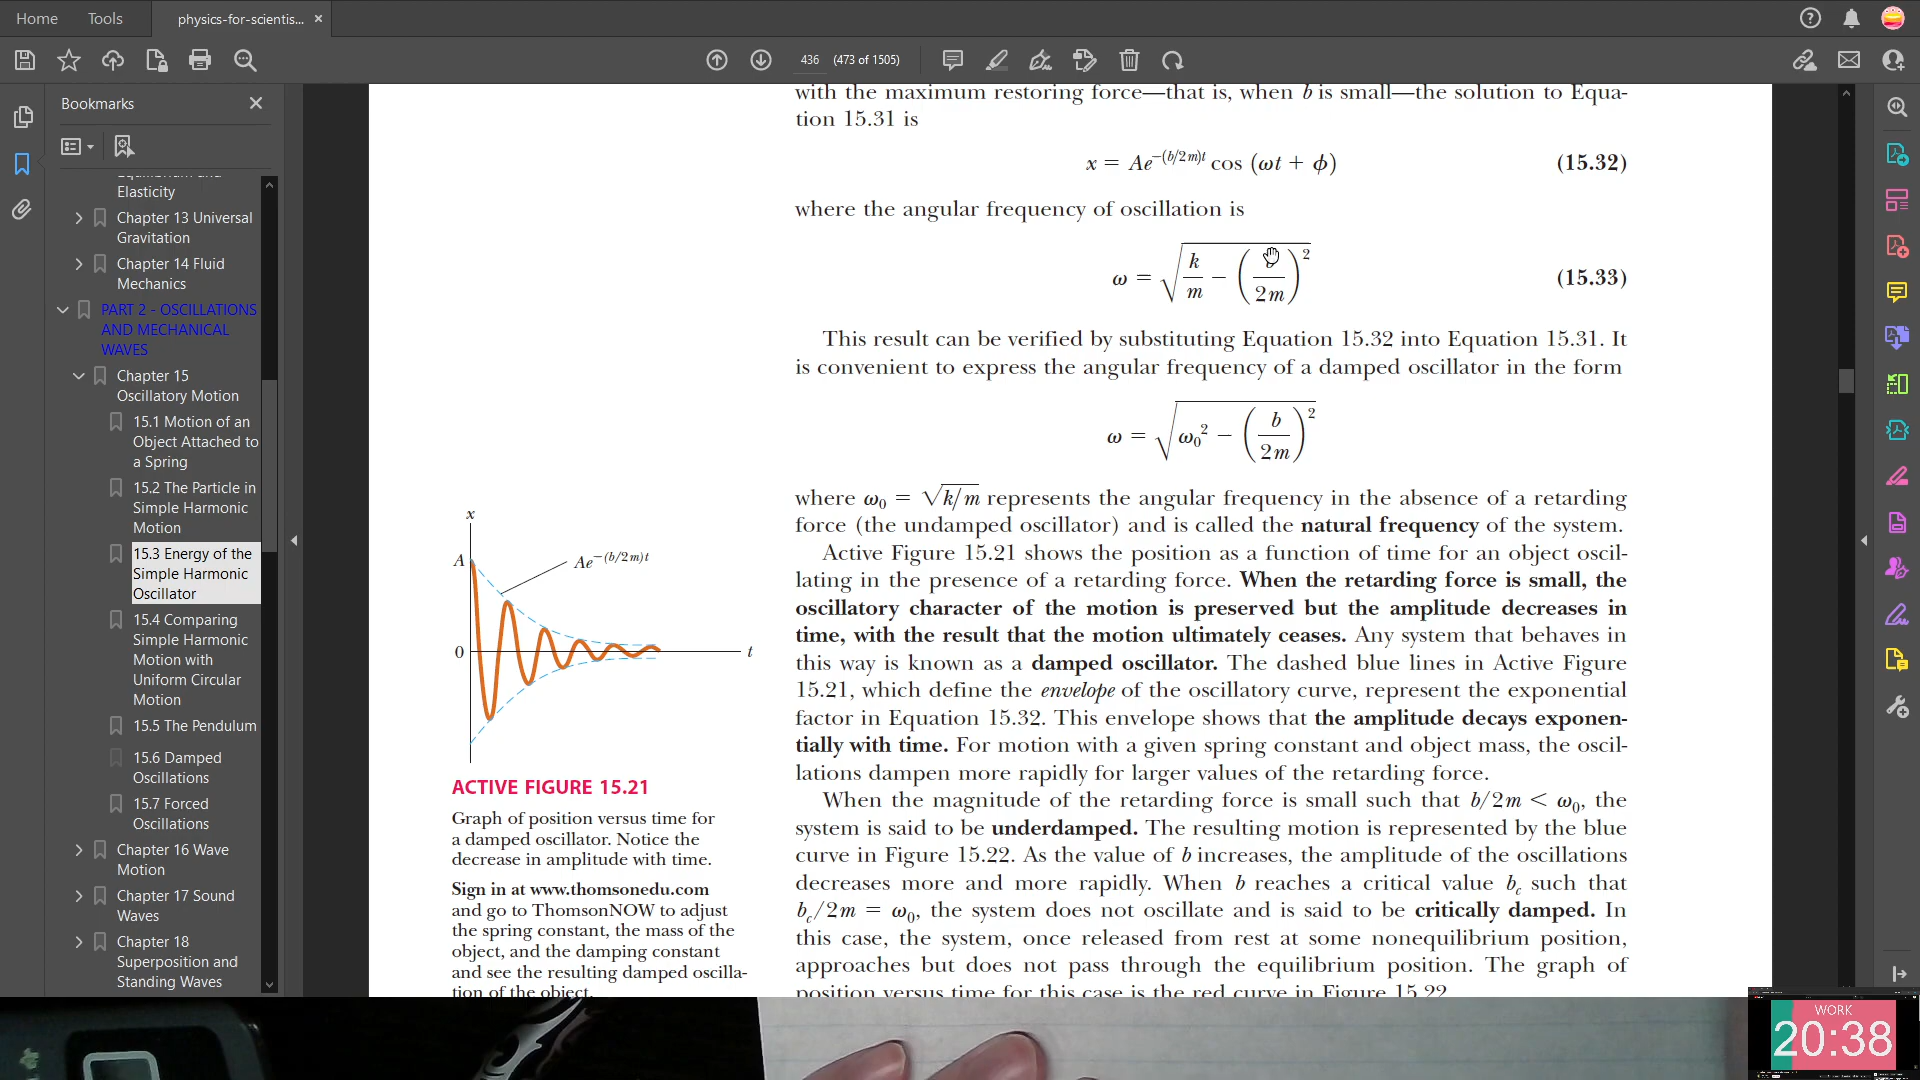 Home
Tools
physics-for-scientis...
436
(473 of 1505)
Bookmarks
Elasticity
Chapter 13 Universal
Gravitation
Chapter 14 Fluid
Mechanics
PART 2 - OSCILLATIONS
AND MECHANICAL
WAVES
Chapter 15
Oscillatory Motion
15.1 Motion of an
Object Attached to
a Spring
15.2 The Particle in
Simple Harmonic
Motion
15.3 Energy of the
Simple Harmonic
Oscillator
15.4 Comparing
Simple Harmonic
Motion with
Uniform Circular
Motion
15.5 The Pendulum
15.6 Damped
Oscillations
15.7 Forced
Oscillations
Chapter 16 Wave
Motion
Chapter 17 Sound
Waves
Chapter 18
Superposition and
Standing Waves
with the maximum restoring force—that is, when b is small—the solution to Equa-
tion 15.31 is
x = Ae^−(b/2m)t cos (ωt + ϕ) (15.32)
where the angular frequency of oscillation is
ω = √(k/m − (b/2m)²) (15.33)
This result can be verified by substituting Equation 15.32 into Equation 15.31. It
is convenient to express the angular frequency of a damped oscillator in the form
ω = √(ω₀² − (b/2m)²)
where ω₀ = √k/m represents the angular frequency in the absence of a retarding
force (the undamped oscillator) and is called the natural frequency of the system.
Active Figure 15.21 shows the position as a function of time for an object oscil-
lating in the presence of a retarding force. When the retarding force is small, the
oscillatory character of the motion is preserved but the amplitude decreases in
time, with the result that the motion ultimately ceases. Any system that behaves in
this way is known as a damped oscillator. The dashed blue lines in Active Figure
15.21, which define the envelope of the oscillatory curve, represent the exponential
factor in Equation 15.32. This envelope shows that the amplitude decays exponen-
tially with time. For motion with a given spring constant and object mass, the oscil-
lations dampen more rapidly for larger values of the retarding force.
When the magnitude of the retarding force is small such that b/2m < ω₀, the
system is said to be underdamped. The resulting motion is represented by the blue
curve in Figure 15.22. As the value of b increases, the amplitude of the oscillations
decreases more and more rapidly. When b reaches a critical value b_c such that
b_c/2m = ω₀, the system does not oscillate and is said to be critically damped. In
this case, the system, once released from rest at some nonequilibrium position,
approaches but does not pass through the equilibrium position. The graph of
position versus time for this case is the red curve in Figure 15.22.
x
A
Ae^−(b/2m)t
0
t
ACTIVE FIGURE 15.21
Graph of position versus time for
a damped oscillator. Notice the
decrease in amplitude with time.
Sign in at www.thomsonedu.com
and go to ThomsonNOW to adjust
the spring constant, the mass of the
object, and the damping constant
and see the resulting damped oscilla-
tion of the object.
WORK
20:38